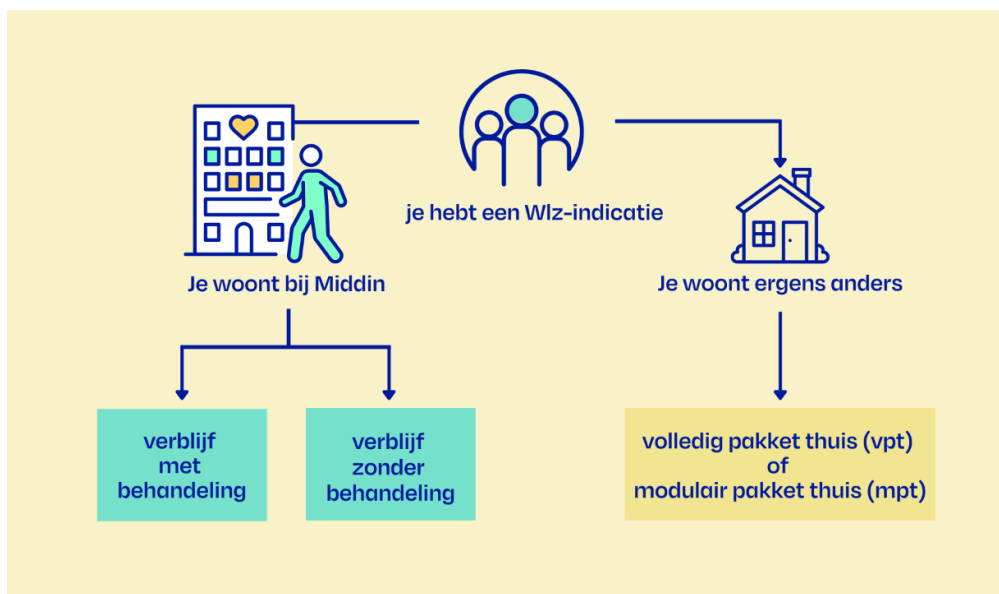 je hebt een Wlz-indicatie
Je woont bij Middin
Je woont ergens anders
verblijf
met
behandeling
verblijf
zonder
behandeling
volledig pakket thuis (vpt)
of
modulair pakket thuis (mpt)